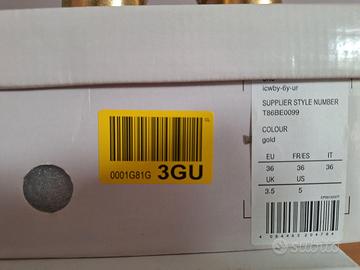 icwby-6y-ur
SUPPLIER STYLE NUMBER
T86BE0099
COLOUR
gold
EU FR/ES IT
36 36 36
UK US
3.5 5
0001G81G 3GU
subito